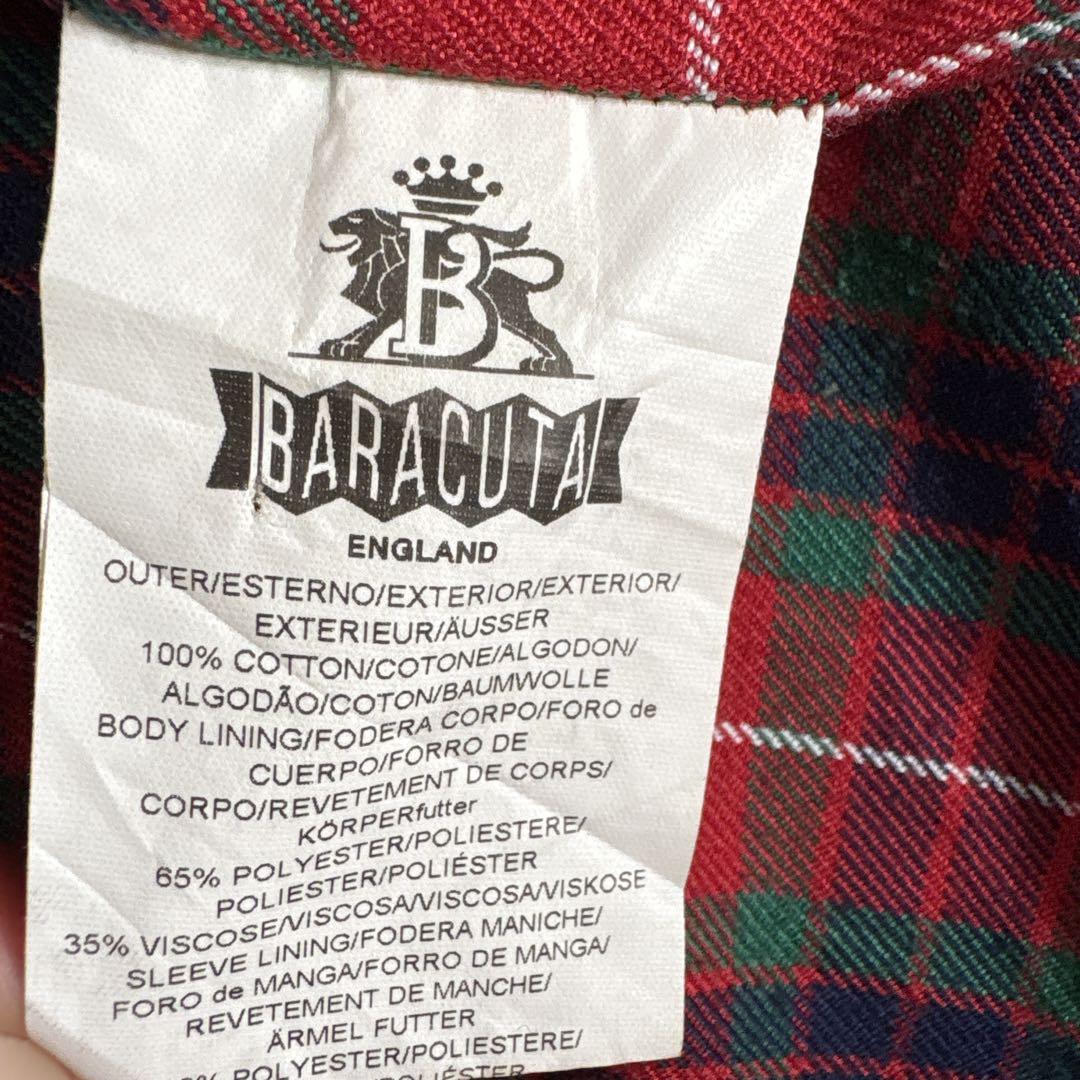 B
BARACUTA
ENGLAND
OUTER/ESTERNO/EXTERIOR/EXTERIOR/
EXTERIEUR/ÄUSSER
100% COTTON/COTONE/ALGODON/
ALGODÃO/COTON/BAUMWOLLE
BODY LINING/FODERA CORPO/FORO de
CUERPO/FORRO DE
CORPO/REVETEMENT DE CORPS/
KÖRPERfutter
65% POLYESTER/POLIESTERE/
POLIESTER/POLIÉSTER
35% VISCOSE/VISCOSA/VISCOSA/VISKOSE
SLEEVE LINING/FODERA MANICHE/
FORO de MANGA/FORRO DE MANGA/
REVETEMENT DE MANCHE/
ÄRMEL FUTTER
% POLYESTER/POLIESTERE/
POLIÉSTER